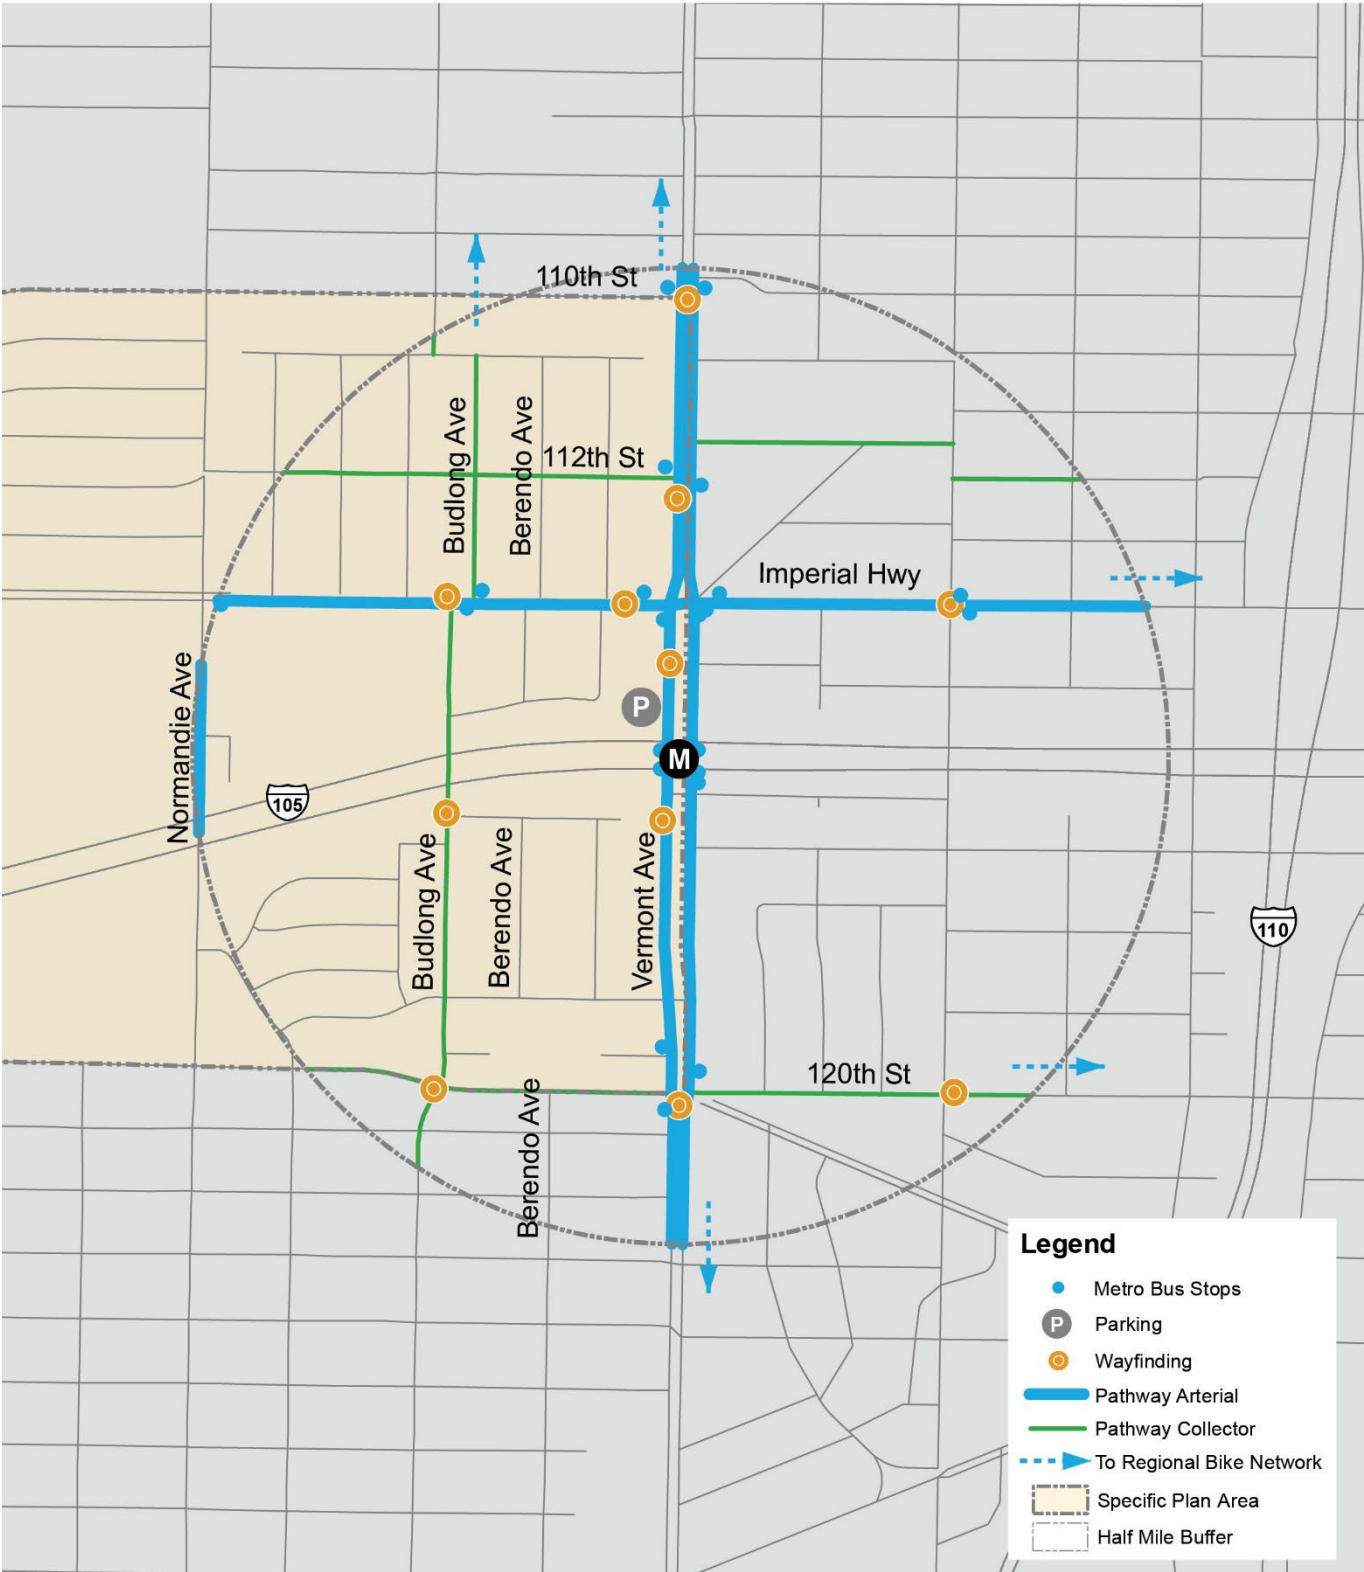 110th St
Budlong Ave
Berendo Ave
112th St
Imperial Hwy
Normandie Ave
P
M
105
Budlong Ave
Berendo Ave
Vermont Ave
110
120th St
Berendo Ave
Legend
Metro Bus Stops
P
Parking
Wayfinding
Pathway Arterial
Pathway Collector
To Regional Bike Network
Specific Plan Area
Half Mile Buffer